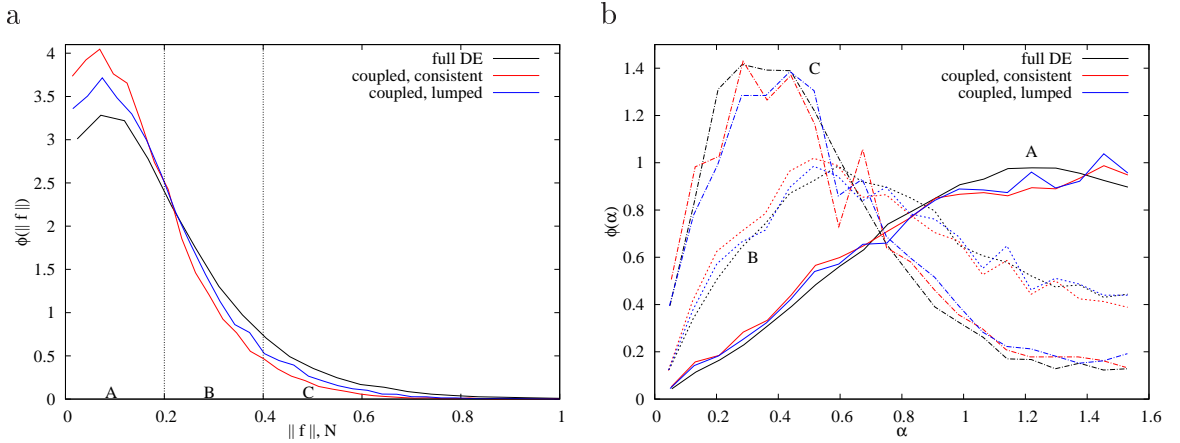 a
b
full DE
coupled, consistent
coupled, lumped
4
3.5
3
2.5
2
1.5
1
0.5
0
0
0.2
0.4
0.6
0.8
1
A
B
C
ϕ(|| f ||)
|| f ||, N
full DE
coupled, consistent
coupled, lumped
1.4
1.2
1
0.8
0.6
0.4
0.2
0
0
0.2
0.4
0.6
0.8
1
1.2
1.4
1.6
C
A
B
ϕ(α)
α